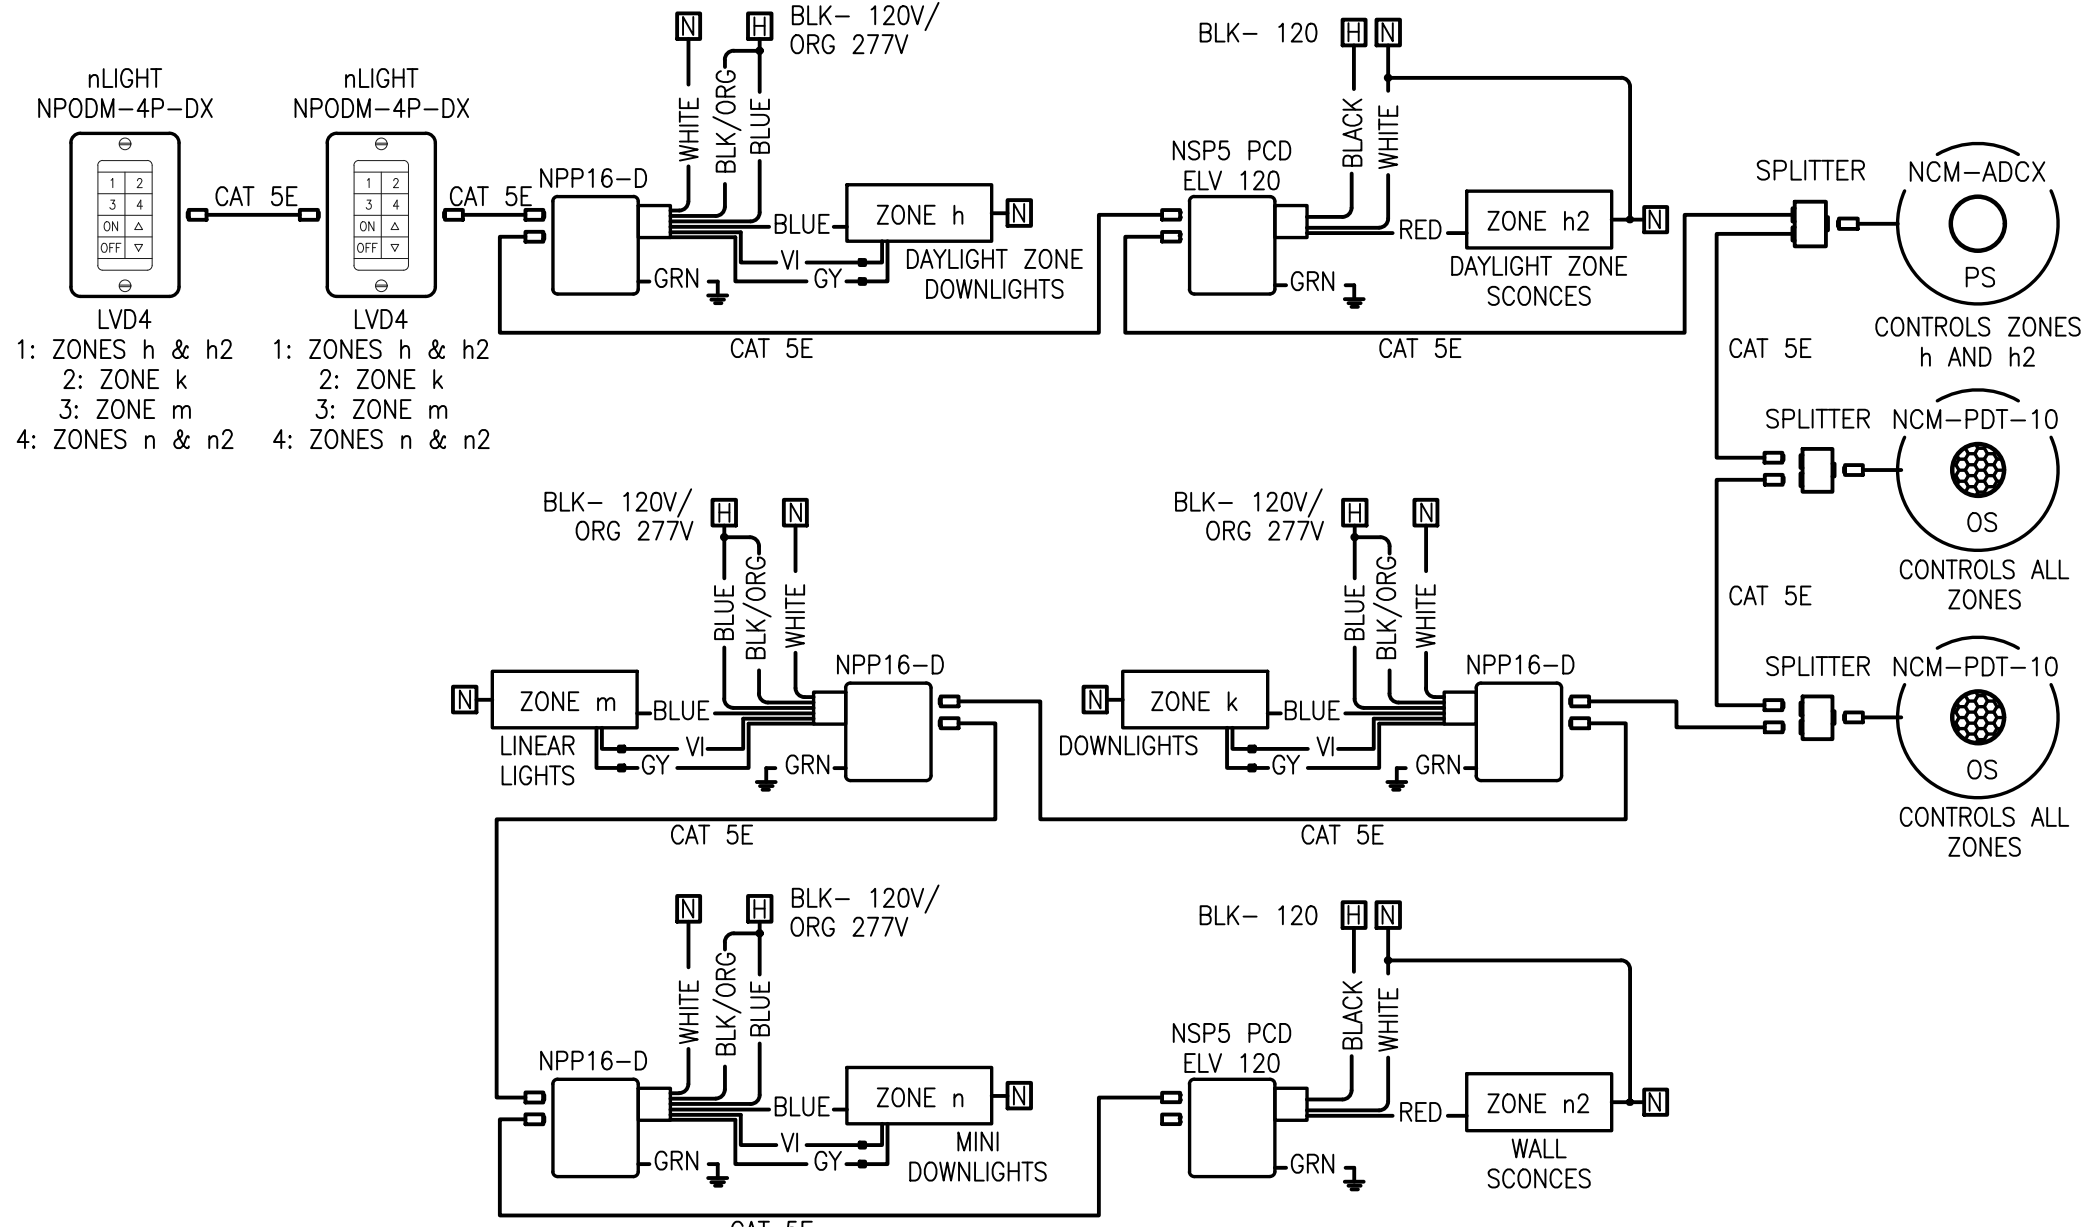 nLIGHT
NPODM-4P-DX
1 2
3 4
ON
OFF
LVD4
1: ZONES h & h2
2: ZONE k
3: ZONE m
4: ZONES n & n2
CAT 5E
nLIGHT
NPODM-4P-DX
1 2
3 4
ON
OFF
LVD4
1: ZONES h & h2
2: ZONE k
3: ZONE m
4: ZONES n & n2
CAT 5E
N
H
BLK- 120V/
ORG 277V
WHITE
BLK/ORG
BLUE
NPP16-D
BLUE
ZONE h
N
VI
GY
GRN
DAYLIGHT ZONE
DOWNLIGHTS
CAT 5E
BLK- 120
H
N
BLACK
WHITE
NSP5 PCD
ELV 120
RED
ZONE h2
N
GRN
DAYLIGHT ZONE
SCONCES
CAT 5E
SPLITTER
NCM-ADCX
PS
CONTROLS ZONES
h AND h2
CAT 5E
SPLITTER
NCM-PDT-10
OS
CONTROLS ALL
ZONES
CAT 5E
SPLITTER
NCM-PDT-10
OS
CONTROLS ALL
ZONES
BLK- 120V/
ORG 277V
H
N
BLUE
BLK/ORG
WHITE
NPP16-D
N
ZONE m
BLUE
VI
GY
GRN
LINEAR
LIGHTS
CAT 5E
BLK- 120V/
ORG 277V
H
N
BLUE
BLK/ORG
WHITE
NPP16-D
N
ZONE k
BLUE
VI
GY
GRN
DOWNLIGHTS
CAT 5E
N
H
BLK- 120V/
ORG 277V
WHITE
BLK/ORG
BLUE
NPP16-D
BLUE
ZONE n
N
VI
GY
GRN
MINI
DOWNLIGHTS
CAT 5E
BLK- 120
H
N
BLACK
WHITE
NSP5 PCD
ELV 120
RED
ZONE n2
N
GRN
WALL
SCONCES